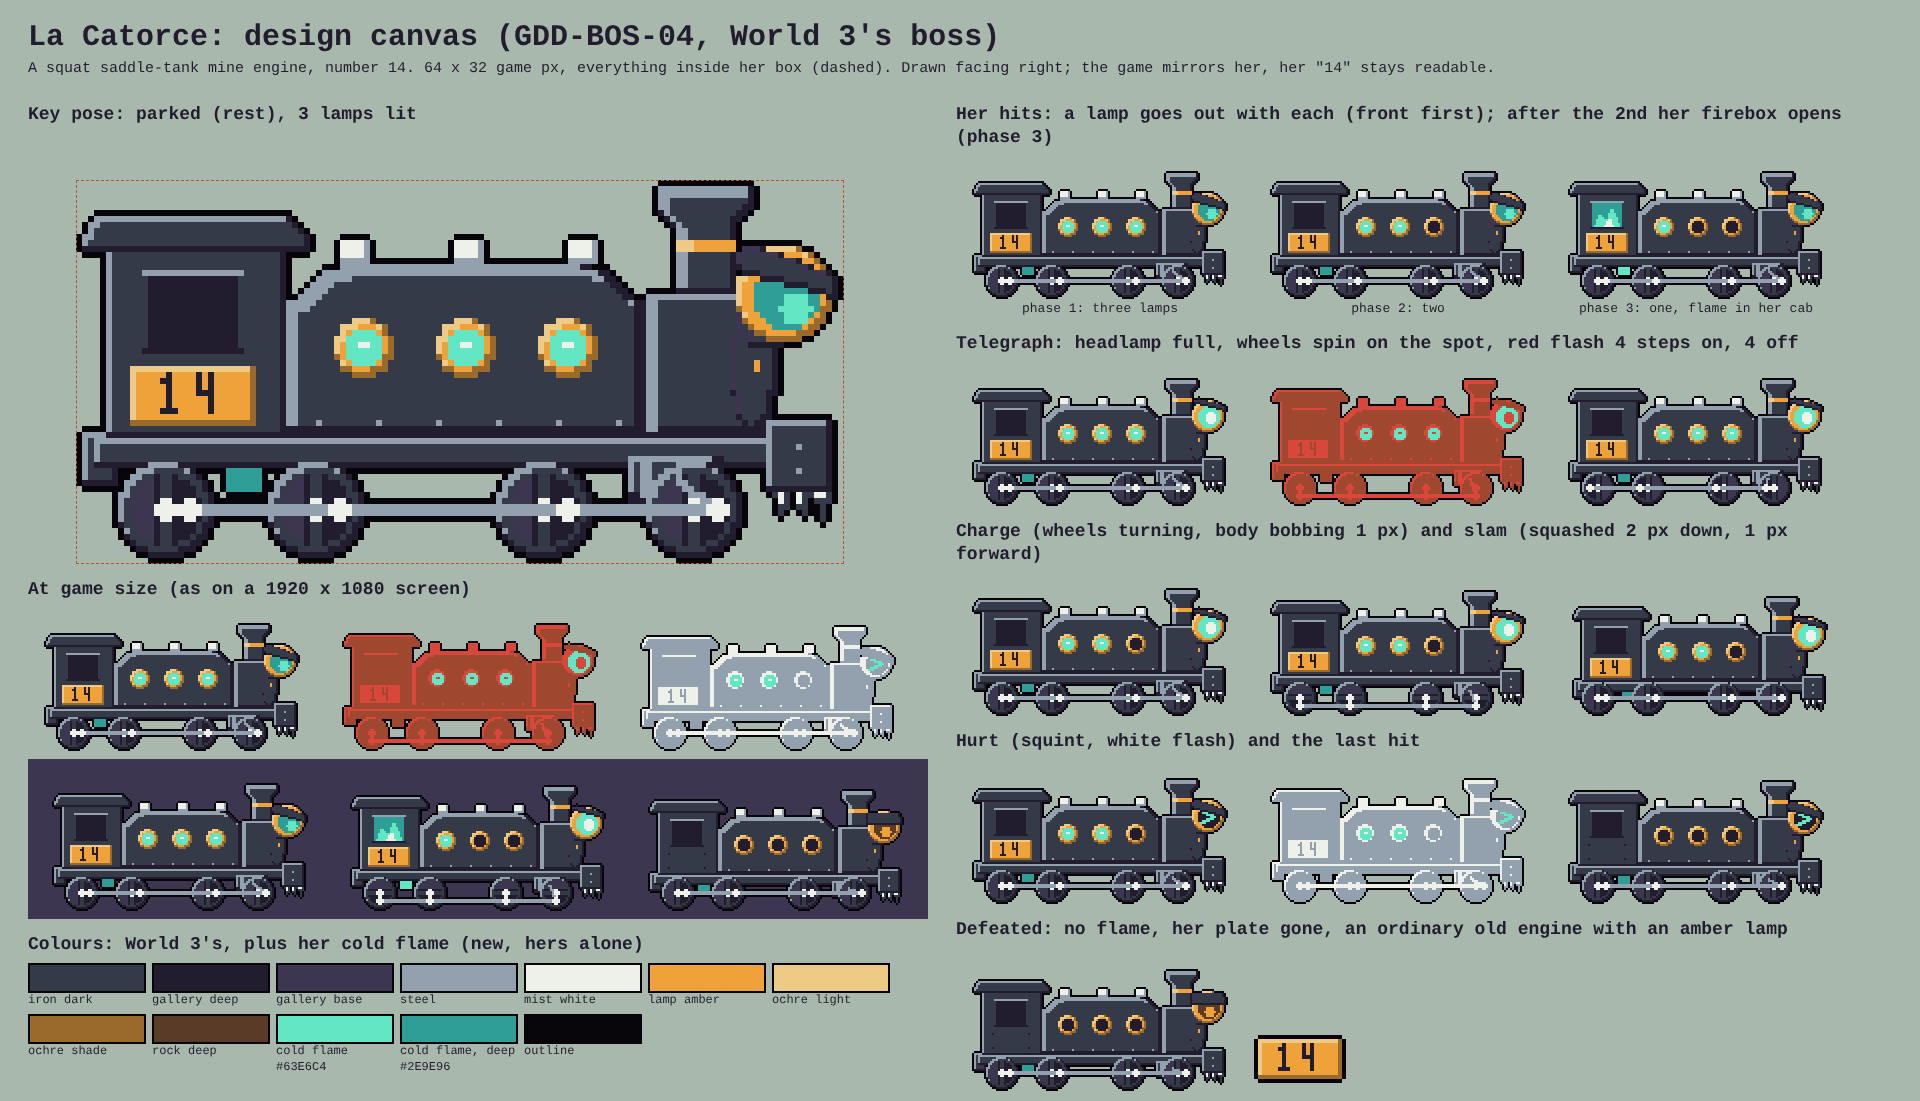 La Catorce: design canvas (GDD-BOS-04, World 3's boss)
A squat saddle-tank mine engine, number 14. 64 x 32 game px, everything inside her box (dashed). Drawn facing right; the game mirrors her, her "14" stays readable.
Key pose: parked (rest), 3 lamps lit
14
At game size (as on a 1920 x 1080 screen)
14 14 14
14 14
Colours: World 3's, plus her cold flame (new, hers alone)
iron dark gallery deep gallery base steel mist white lamp amber ochre light
ochre shade rock deep cold flame cold flame, deep outline
#63E6C4 #2E9E96
Her hits: a lamp goes out with each (front first); after the 2nd her firebox opens
(phase 3)
14 14 14
phase 1: three lamps phase 2: two phase 3: one, flame in her cab
Telegraph: headlamp full, wheels spin on the spot, red flash 4 steps on, 4 off
14 14 14
Charge (wheels turning, body bobbing 1 px) and slam (squashed 2 px down, 1 px
forward)
14 14 14
Hurt (squint, white flash) and the last hit
14 14
Defeated: no flame, her plate gone, an ordinary old engine with an amber lamp
14